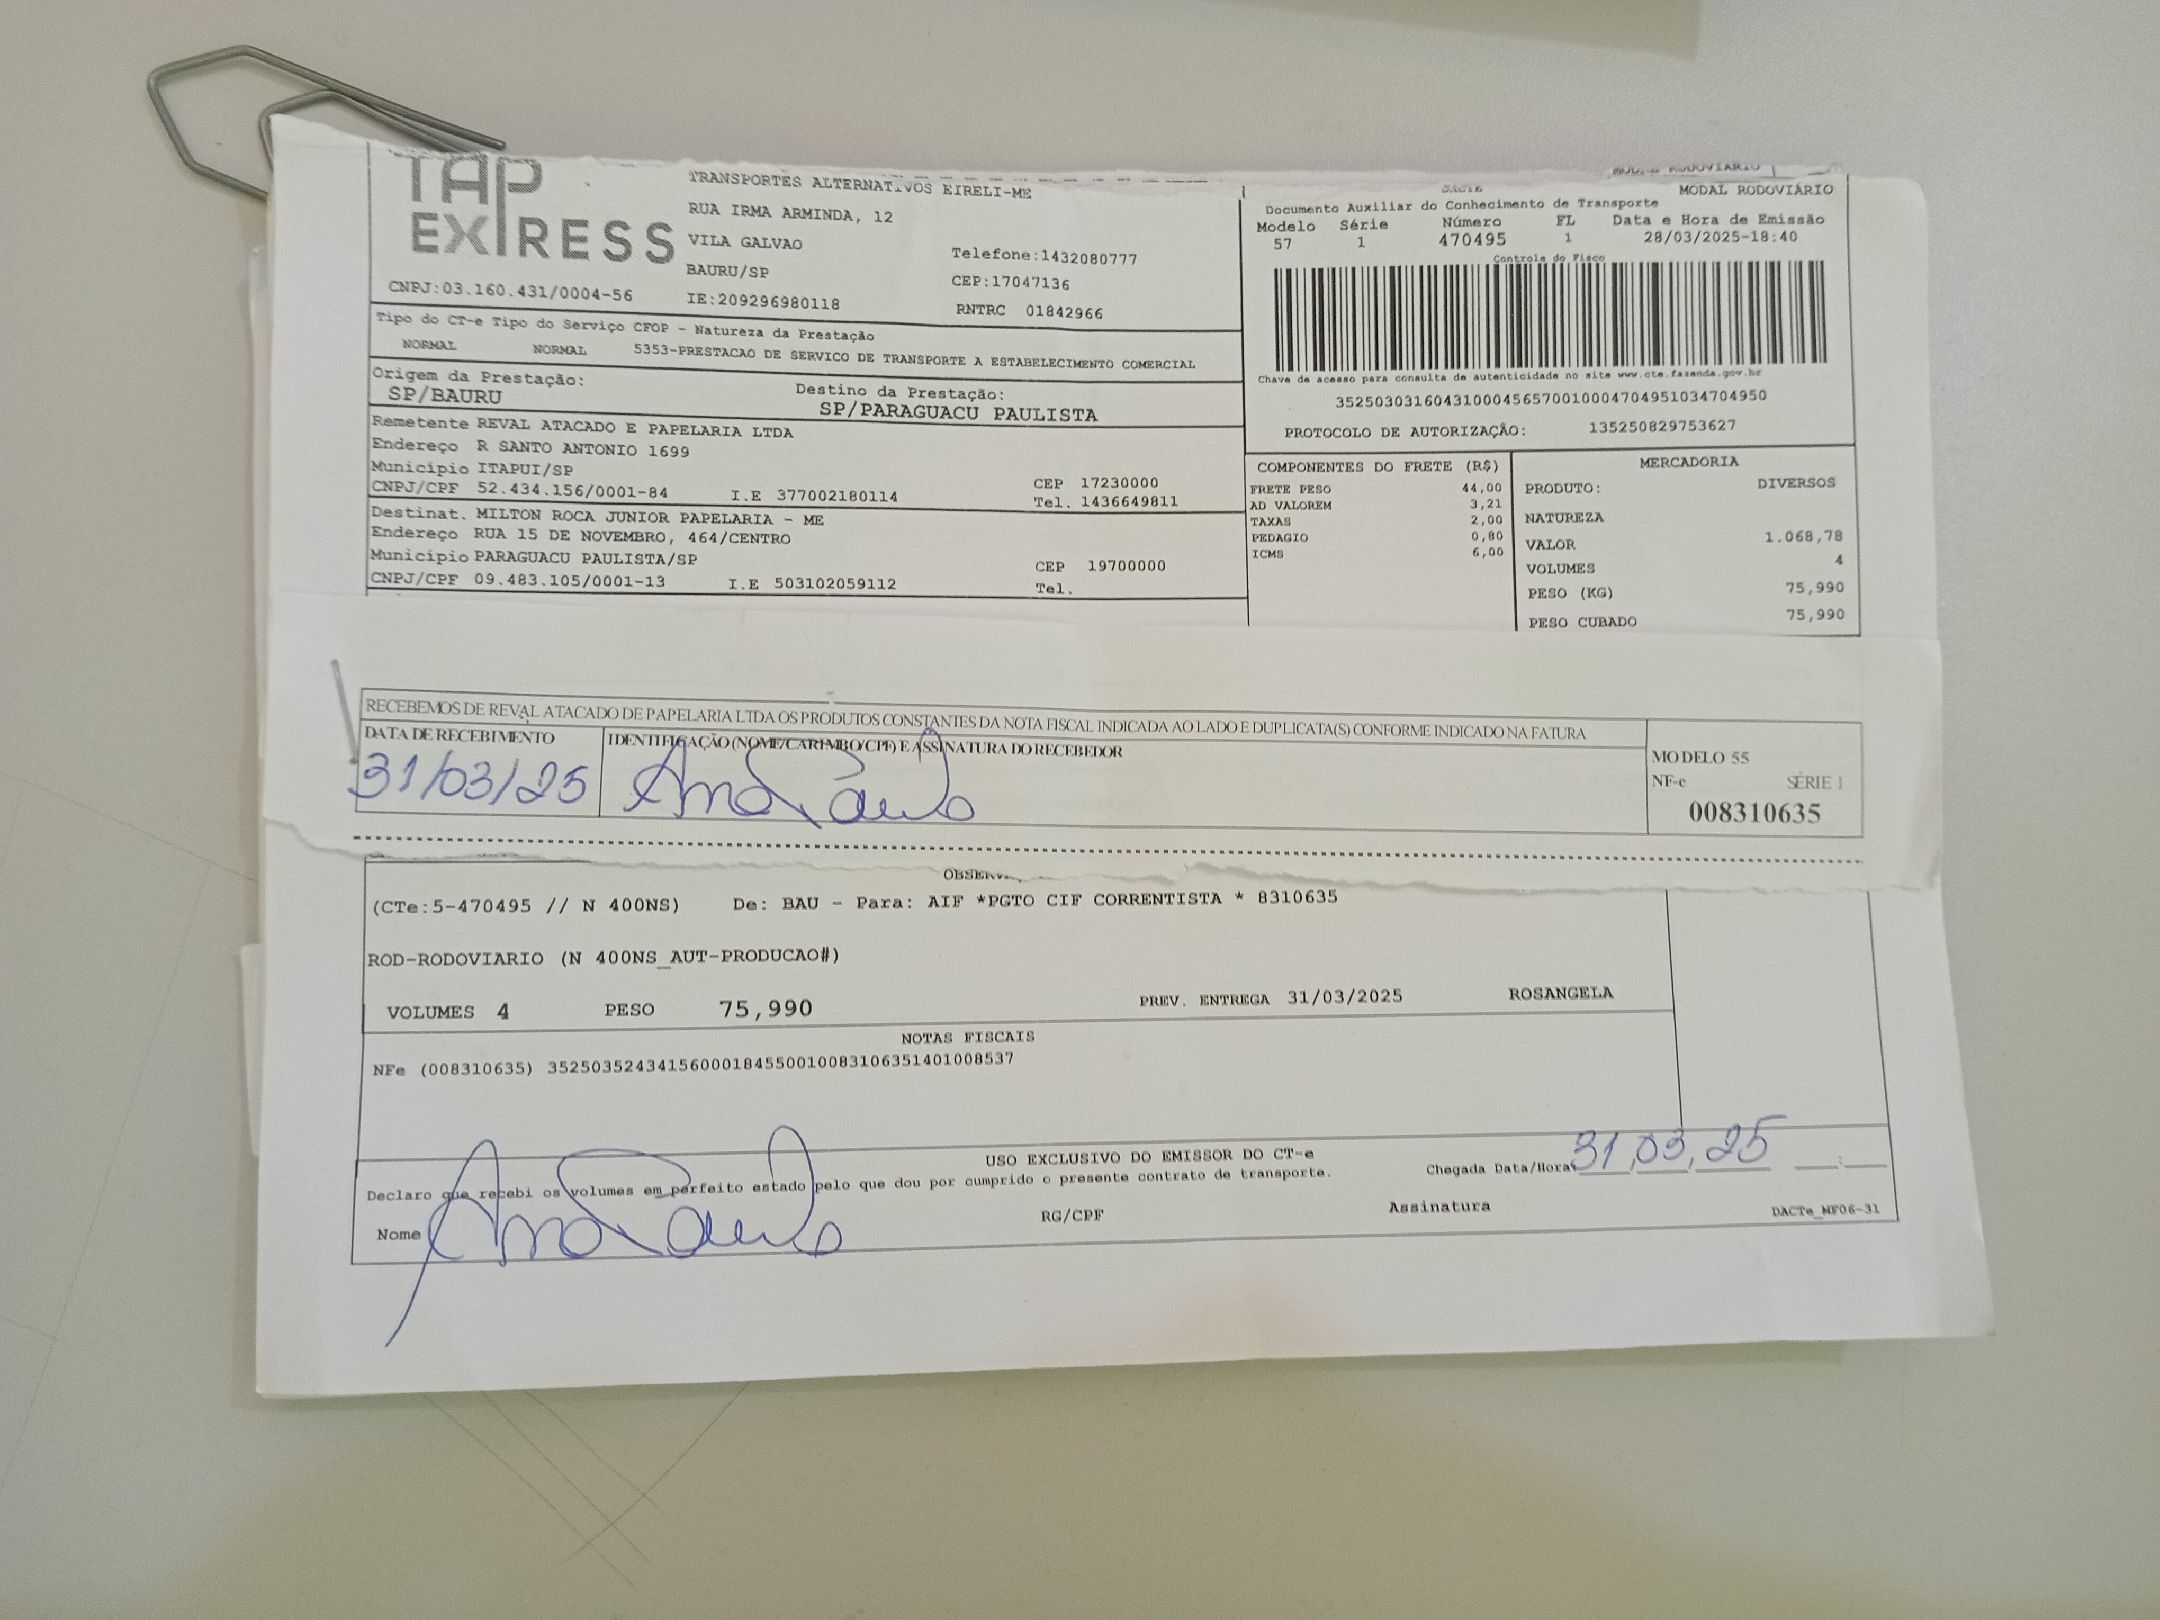 TAP EXPRESS
TRANSPORTES ALTERNATIVOS EIRELI-ME
RUA IRMA ARMINDA, 12
VILA GALVAO
BAURU/SP
IE:209296980118
Telefone:1432080777
CEP:17047136
RNTRC 01842966
CNPJ:03.160.431/0004-56
MODAL RODOVIÁRIO
Documento Auxiliar do Conhecimento de Transporte
Modelo Série Número FL Data e Hora de Emissão
57 1 470495 1 28/03/2025-18:40
Controle do Fisco
Chave de acesso para consulta de autenticidade no site www.cte.fazenda.gov.br
35250303160431000456570010004704951034704950
PROTOCOLO DE AUTORIZAÇÃO: 135250829753627
Tipo do CT-e Tipo do Serviço CFOP - Natureza da Prestação
NORMAL NORMAL 5353-PRESTACAO DE SERVICO DE TRANSPORTE A ESTABELECIMENTO COMERCIAL
Origem da Prestação: Destino da Prestação:
SP/BAURU SP/PARAGUACU PAULISTA
Remetente REVAL ATACADO E PAPELARIA LTDA
Endereço R SANTO ANTONIO 1699
Município ITAPUI/SP CEP 17230000
CNPJ/CPF 52.434.156/0001-84 I.E 377002180114 Tel. 1436649811
Destinat. MILTON ROCA JUNIOR PAPELARIA - ME
Endereço RUA 15 DE NOVEMBRO, 464/CENTRO
Município PARAGUACU PAULISTA/SP CEP 19700000
CNPJ/CPF 09.483.105/0001-13 I.E 503102059112 Tel.
COMPONENTES DO FRETE (R$)
FRETE PESO 44,00
AD VALOREM 3,21
TAXAS 2,00
PEDAGIO 0,80
ICMS 6,00
MERCADORIA
PRODUTO: DIVERSOS
NATUREZA
VALOR 1.068,78
VOLUMES 4
PESO (KG) 75,990
PESO CUBADO 75,990
RECEBEMOS DE REVAL ATACADO DE PAPELARIA LTDA OS PRODUTOS CONSTANTES DA NOTA FISCAL INDICADA AO LADO E DUPLICATA(S) CONFORME INDICADO NA FATURA
DATA DE RECEBIMENTO IDENTIFICAÇÃO (NOME/CARIMBO/CPF) E ASSINATURA DO RECEBEDOR
31/03/25 Ana Paula
MODELO 55
NF-e SÉRIE 1
008310635
(CTe:5-470495 // N 400NS) De: BAU - Para: AIF *PGTO CIF CORRENTISTA * 8310635
ROD-RODOVIARIO (N 400NS_AUT-PRODUCAO#)
VOLUMES 4 PESO 75,990 PREV. ENTREGA 31/03/2025 ROSANGELA
NOTAS FISCAIS
NFe (008310635) 35250352434156000184550010083106351401008537
USO EXCLUSIVO DO EMISSOR DO CT-e
Declaro que recebi os volumes em perfeito estado pelo que dou por cumprido o presente contrato de transporte.
Chegada Data/Hora 31,03,25
Nome Ana Paula RG/CPF Assinatura
DACTe_MF06-31